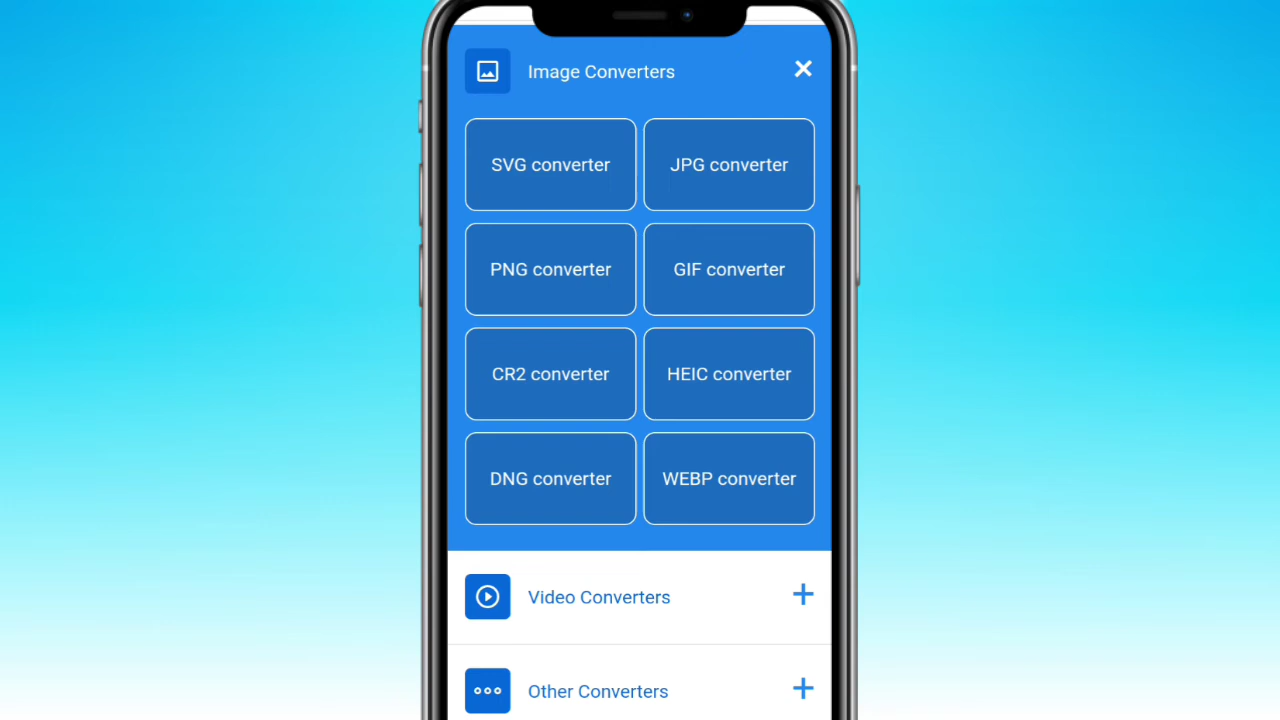 Image Converters
SVG converter JPG converter
PNG converter GIF converter
CR2 converter HEIC converter
DNG converter WEBP converter
Video Converters
Other Converters